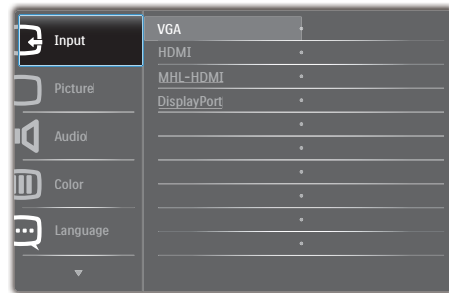 Input
Picture
Audio
Color
Language
VGA
HDMI
MHL-HDMI
DisplayPort